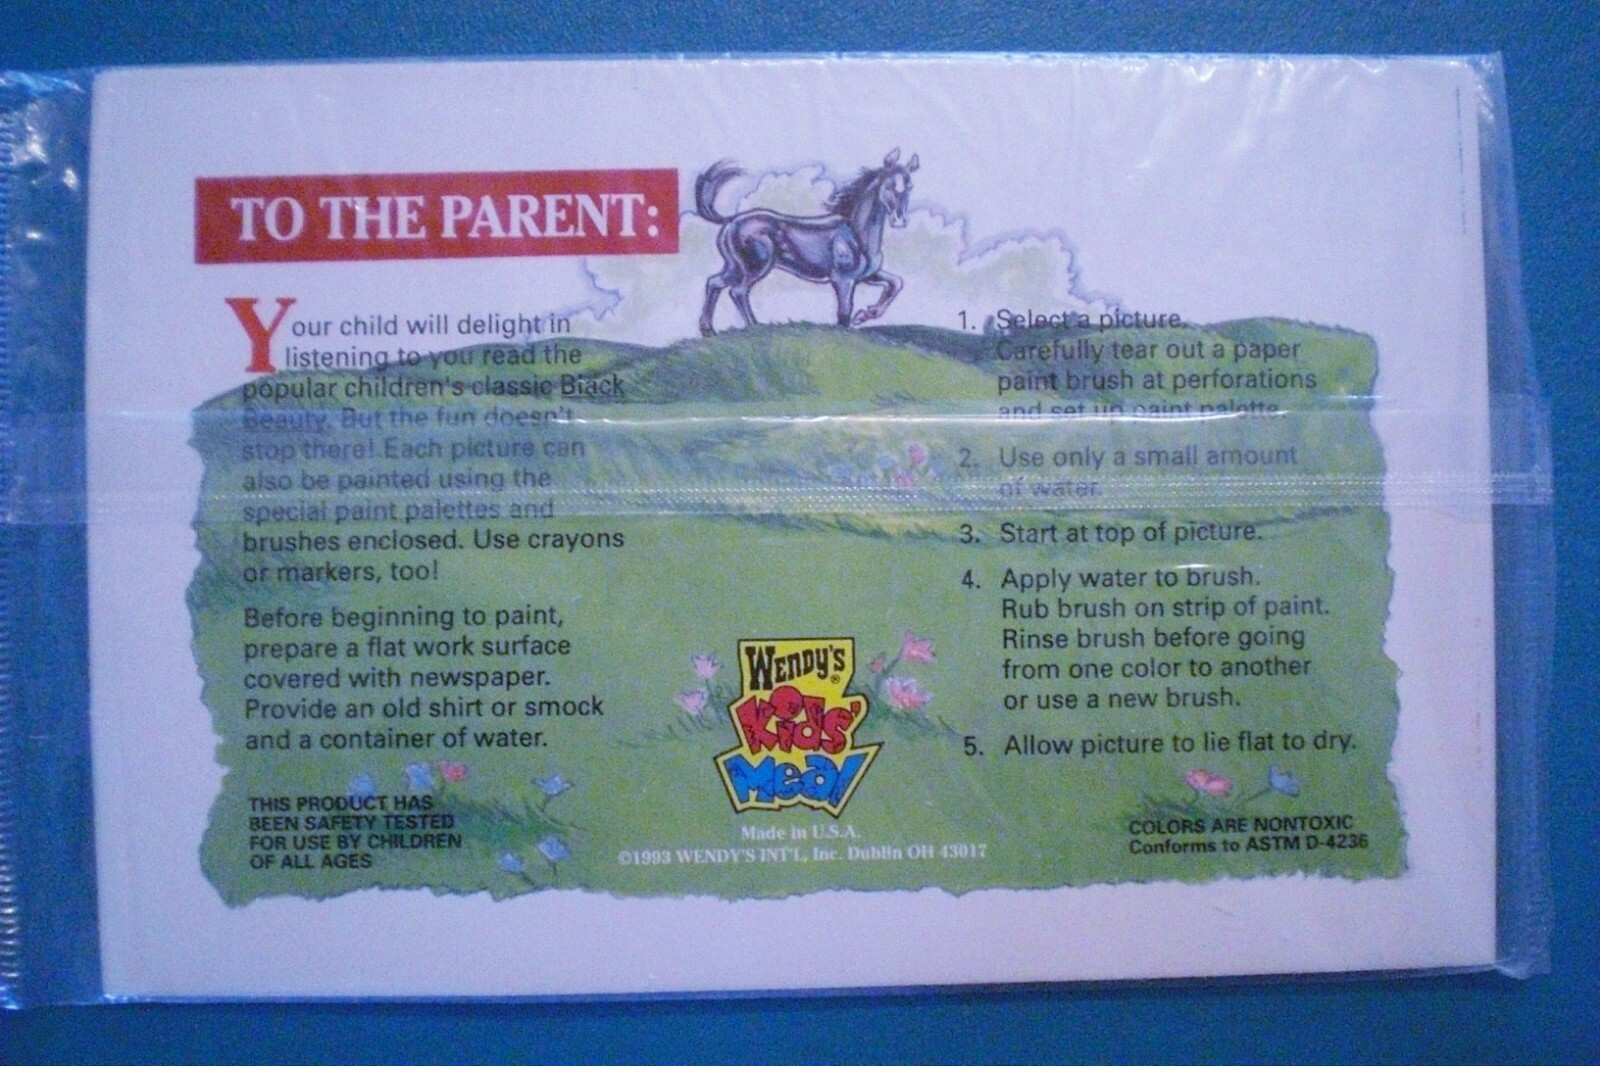 TO THE PARENT:
Your child will delight in
listening to you read the
popular children's classic Black
Beauty. But the fun doesn't
stop there! Each picture can
also be painted using the
special paint palettes and
brushes enclosed. Use crayons
or markers, too!
Before beginning to paint,
prepare a flat work surface
covered with newspaper.
Provide an old shirt or smock
and a container of water.
THIS PRODUCT HAS
BEEN SAFETY TESTED
FOR USE BY CHILDREN
OF ALL AGES
WENDY'S®
Kids'
Meal
Made in U.S.A.
©1993 WENDY'S INT'L, Inc. Dublin OH 43017
1. Select a picture.
Carefully tear out a paper
paint brush at perforations
and set up paint palette.
2. Use only a small amount
of water.
3. Start at top of picture.
4. Apply water to brush.
Rub brush on strip of paint.
Rinse brush before going
from one color to another
or use a new brush.
5. Allow picture to lie flat to dry.
COLORS ARE NONTOXIC
Conforms to ASTM D-4236